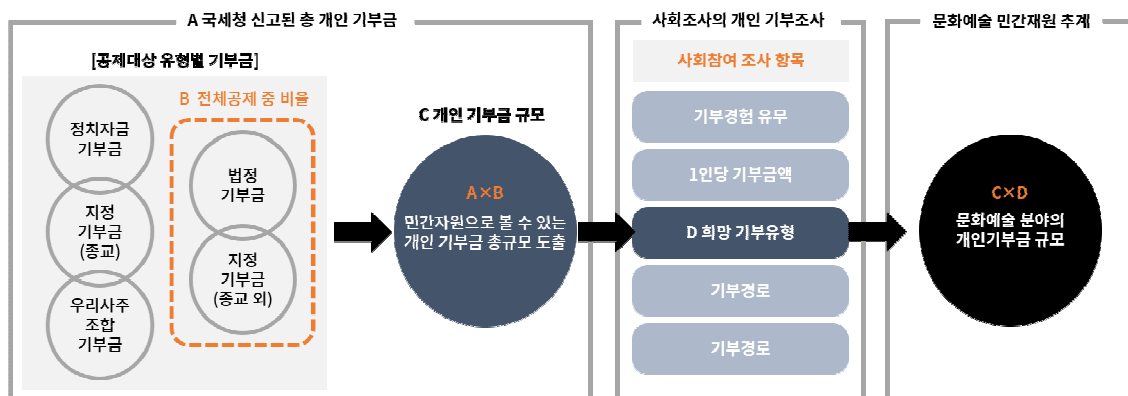 A 국세청 신고된 총 개인 기부금
[공제대상 유형별 기부금]
정치자금
기부금
지정
기부금
(종교)
우리사주
조합
기부금
B 전체공제 중 비율
법정
기부금
지정
기부금
(종교 외)
C 개인 기부금 규모
A×B
민간재원으로 볼 수 있는
개인 기부금 총규모 도출
사회조사의 개인 기부조사
사회참여 조사 항목
기부경험 유무
1인당 기부금액
D 희망 기부유형
기부경로
기부경로
문화예술 민간재원 추계
C×D
문화예술 분야의
개인기부금 규모